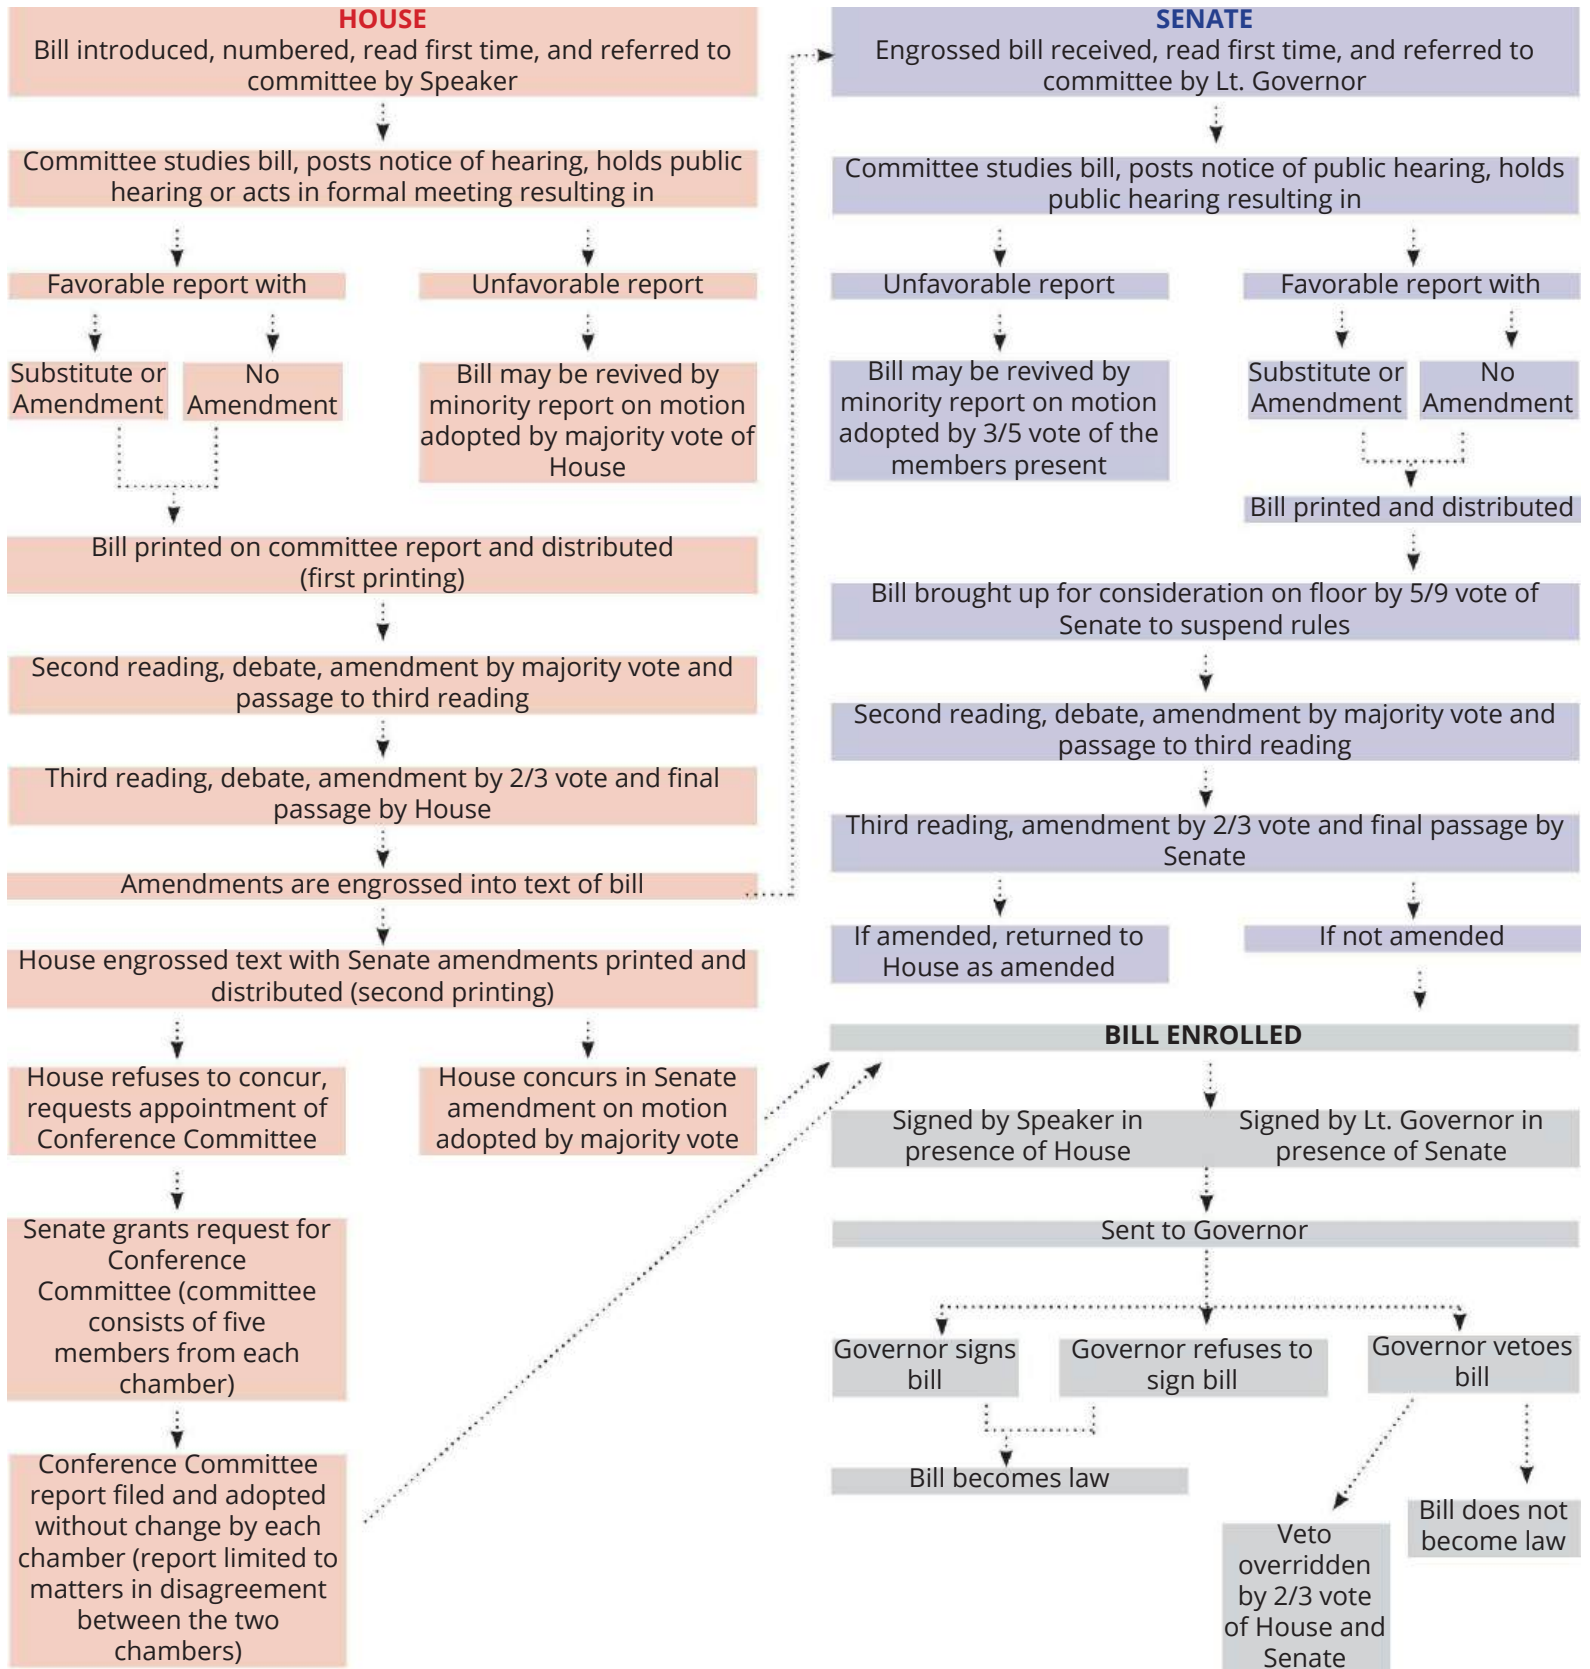 HOUSE
Bill introduced, numbered, read first time, and referred to
committee by Speaker
Committee studies bill, posts notice of hearing, holds public
hearing or acts in formal meeting resulting in
Favorable report with
Unfavorable report
Substitute or
Amendment
No
Amendment
Bill may be revived by
minority report on motion
adopted by majority vote of
House
Bill printed on committee report and distributed
(first printing)
Second reading, debate, amendment by majority vote and
passage to third reading
Third reading, debate, amendment by 2/3 vote and final
passage by House
Amendments are engrossed into text of bill
House engrossed text with Senate amendments printed and
distributed (second printing)
House refuses to concur,
requests appointment of
Conference Committee
House concurs in Senate
amendment on motion
adopted by majority vote
Senate grants request for
Conference
Committee (committee
consists of five
members from each
chamber)
Conference Committee
report filed and adopted
without change by each
chamber (report limited to
matters in disagreement
between the two
chambers)
SENATE
Engrossed bill received, read first time, and referred to
committee by Lt. Governor
Committee studies bill, posts notice of public hearing, holds
public hearing resulting in
Unfavorable report
Favorable report with
Bill may be revived by
minority report on motion
adopted by 3/5 vote of the
members present
Substitute or
Amendment
No
Amendment
Bill printed and distributed
Bill brought up for consideration on floor by 5/9 vote of
Senate to suspend rules
Second reading, debate, amendment by majority vote and
passage to third reading
Third reading, amendment by 2/3 vote and final passage by
Senate
If amended, returned to
House as amended
If not amended
BILL ENROLLED
Signed by Speaker in
presence of House
Signed by Lt. Governor in
presence of Senate
Sent to Governor
Governor signs
bill
Governor refuses to
sign bill
Governor vetoes
bill
Bill becomes law
Veto
overridden
by 2/3 vote
of House and
Senate
Bill does not
become law